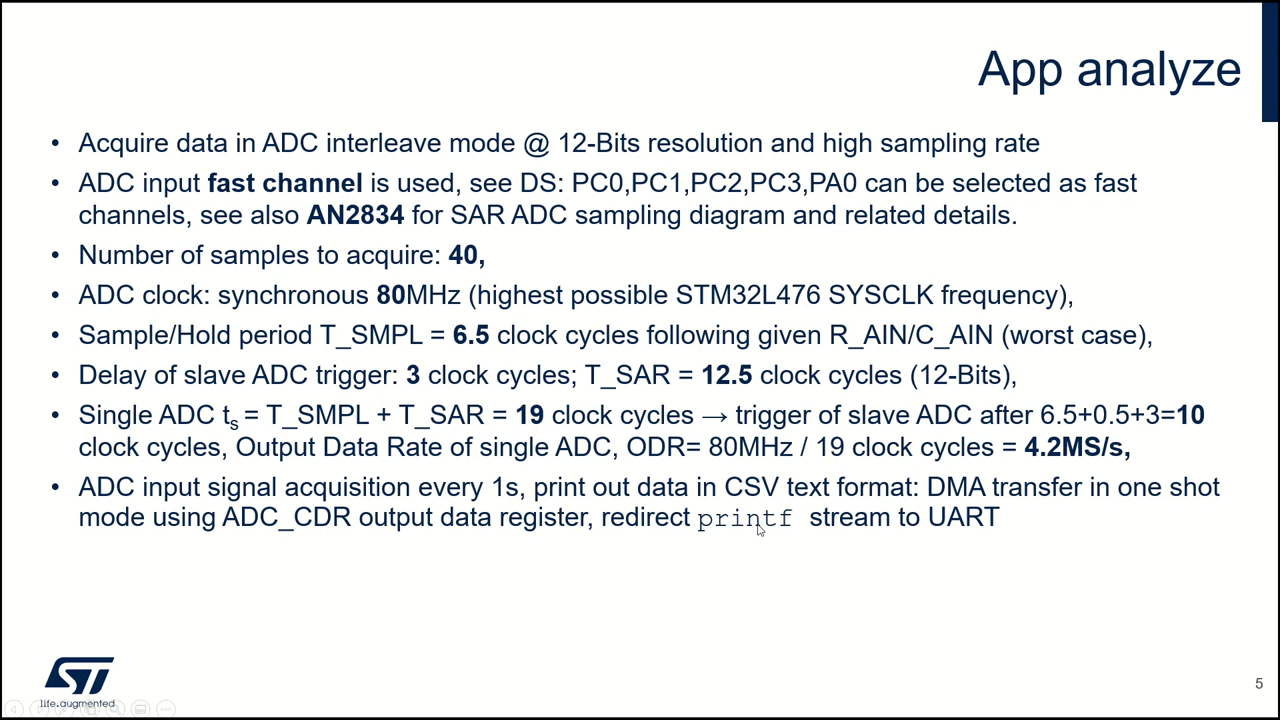 App analyze
• Acquire data in ADC interleave mode @ 12-Bits resolution and high sampling rate
• ADC input fast channel is used, see DS: PC0,PC1,PC2,PC3,PA0 can be selected as fast
channels, see also AN2834 for SAR ADC sampling diagram and related details.
• Number of samples to acquire: 40,
• ADC clock: synchronous 80MHz (highest possible STM32L476 SYSCLK frequency),
• Sample/Hold period T_SMPL = 6.5 clock cycles following given R_AIN/C_AIN (worst case),
• Delay of slave ADC trigger: 3 clock cycles; T_SAR = 12.5 clock cycles (12-Bits),
• Single ADC ts = T_SMPL + T_SAR = 19 clock cycles → trigger of slave ADC after 6.5+0.5+3=10
clock cycles, Output Data Rate of single ADC, ODR= 80MHz / 19 clock cycles = 4.2MS/s,
• ADC input signal acquisition every 1s, print out data in CSV text format: DMA transfer in one shot
mode using ADC_CDR output data register, redirect printf stream to UART
ST
life.augmented
5